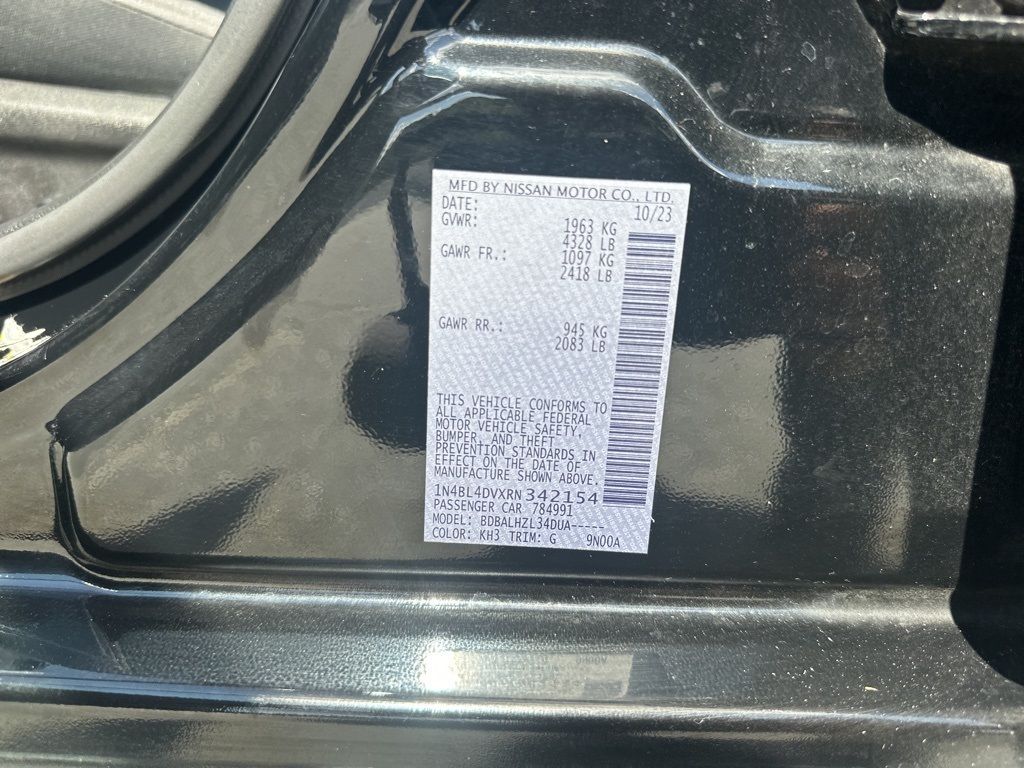 MFD BY NISSAN MOTOR CO., LTD.
DATE: 10/23
GVWR: 1963 KG
4328 LB
GAWR FR.: 1097 KG
2418 LB
GAWR RR.: 945 KG
2083 LB
THIS VEHICLE CONFORMS TO
ALL APPLICABLE FEDERAL
MOTOR VEHICLE SAFETY,
BUMPER, AND THEFT
PREVENTION STANDARDS IN
EFFECT ON THE DATE OF
MANUFACTURE SHOWN ABOVE.
1N4BL4DVXRN342154
PASSENGER CAR 784991
MODEL: BDBALHZL34DUA-----
COLOR: KH3 TRIM: G 9N00A